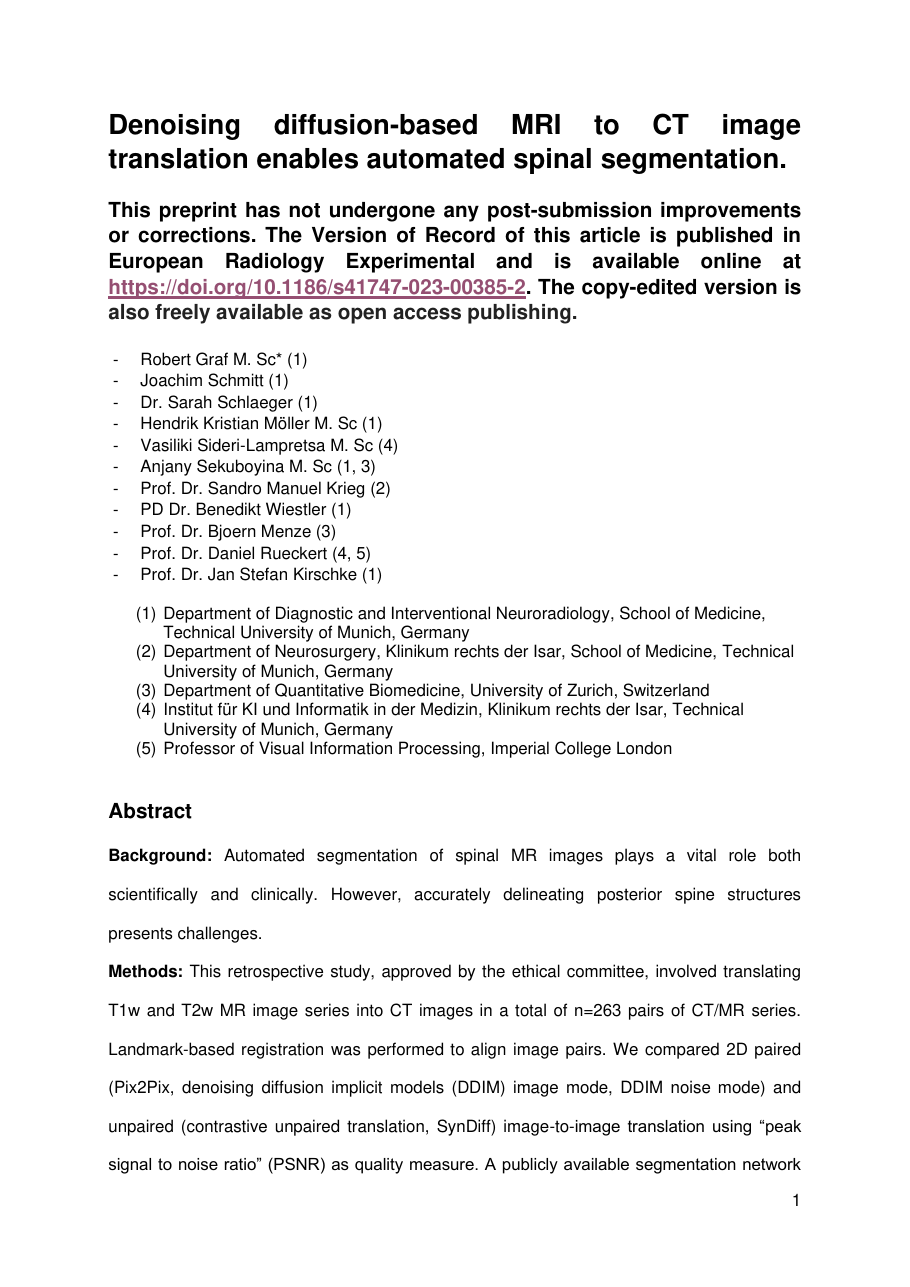 Denoising diffusion-based MRI to CT image
translation enables automated spinal segmentation.
This preprint has not undergone any post-submission improvements
or corrections. The Version of Record of this article is published in
European Radiology Experimental and is available online at
https://doi.org/10.1186/s41747-023-00385-2. The copy-edited version is
also freely available as open access publishing.
- Robert Graf M. Sc* (1)
- Joachim Schmitt (1)
- Dr. Sarah Schlaeger (1)
- Hendrik Kristian Möller M. Sc (1)
- Vasiliki Sideri-Lampretsa M. Sc (4)
- Anjany Sekuboyina M. Sc (1, 3)
- Prof. Dr. Sandro Manuel Krieg (2)
- PD Dr. Benedikt Wiestler (1)
- Prof. Dr. Bjoern Menze (3)
- Prof. Dr. Daniel Rueckert (4, 5)
- Prof. Dr. Jan Stefan Kirschke (1)
(1) Department of Diagnostic and Interventional Neuroradiology, School of Medicine,
Technical University of Munich, Germany
(2) Department of Neurosurgery, Klinikum rechts der Isar, School of Medicine, Technical
University of Munich, Germany
(3) Department of Quantitative Biomedicine, University of Zurich, Switzerland
(4) Institut für KI und Informatik in der Medizin, Klinikum rechts der Isar, Technical
University of Munich, Germany
(5) Professor of Visual Information Processing, Imperial College London
Abstract
Background: Automated segmentation of spinal MR images plays a vital role both
scientifically and clinically. However, accurately delineating posterior spine structures
presents challenges.
Methods: This retrospective study, approved by the ethical committee, involved translating
T1w and T2w MR image series into CT images in a total of n=263 pairs of CT/MR series.
Landmark-based registration was performed to align image pairs. We compared 2D paired
(Pix2Pix, denoising diffusion implicit models (DDIM) image mode, DDIM noise mode) and
unpaired (contrastive unpaired translation, SynDiff) image-to-image translation using “peak
signal to noise ratio” (PSNR) as quality measure. A publicly available segmentation network
1